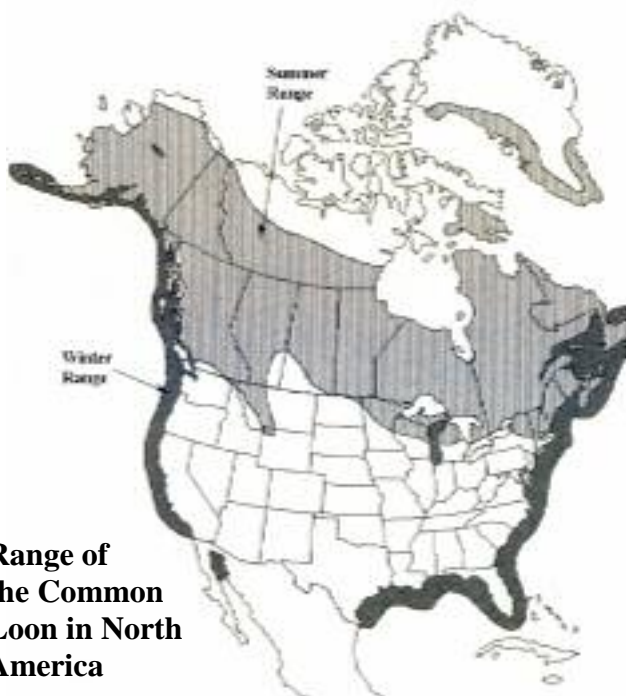 Summer
Range
Winter
Range
Range of
the Common
Loon in North
America